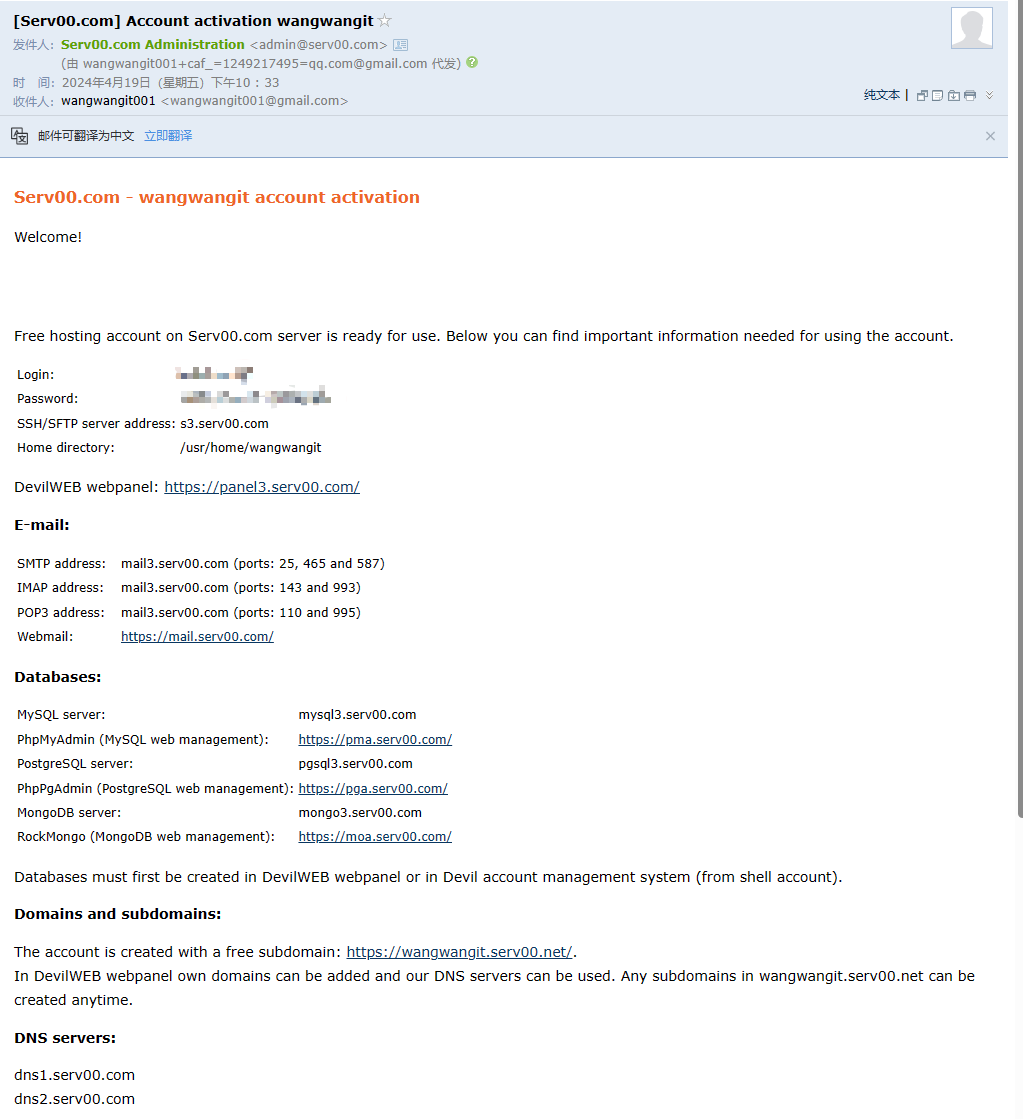 [Serv00.com] Account activation wangwangit
发件人: Serv00.com Administration <admin@serv00.com>
(由 wangwangit001+caf_=1249217495=qq.com@gmail.com 代发)
时 间: 2024年4月19日 (星期五) 下午10:33
收件人: wangwangit001 <wangwangit001@gmail.com>
纯文本 |
邮件可翻译为中文 立即翻译
Serv00.com - wangwangit account activation
Welcome!
Free hosting account on Serv00.com server is ready for use. Below you can find important information needed for using the account.
Login:
Password:
SSH/SFTP server address: s3.serv00.com
Home directory: /usr/home/wangwangit
DevilWEB webpanel: https://panel3.serv00.com/
E-mail:
SMTP address: mail3.serv00.com (ports: 25, 465 and 587)
IMAP address: mail3.serv00.com (ports: 143 and 993)
POP3 address: mail3.serv00.com (ports: 110 and 995)
Webmail: https://mail.serv00.com/
Databases:
MySQL server: mysql3.serv00.com
PhpMyAdmin (MySQL web management): https://pma.serv00.com/
PostgreSQL server: pgsql3.serv00.com
PhpPgAdmin (PostgreSQL web management): https://pga.serv00.com/
MongoDB server: mongo3.serv00.com
RockMongo (MongoDB web management): https://moa.serv00.com/
Databases must first be created in DevilWEB webpanel or in Devil account management system (from shell account).
Domains and subdomains:
The account is created with a free subdomain: https://wangwangit.serv00.net/.
In DevilWEB webpanel own domains can be added and our DNS servers can be used. Any subdomains in wangwangit.serv00.net can be
created anytime.
DNS servers:
dns1.serv00.com
dns2.serv00.com